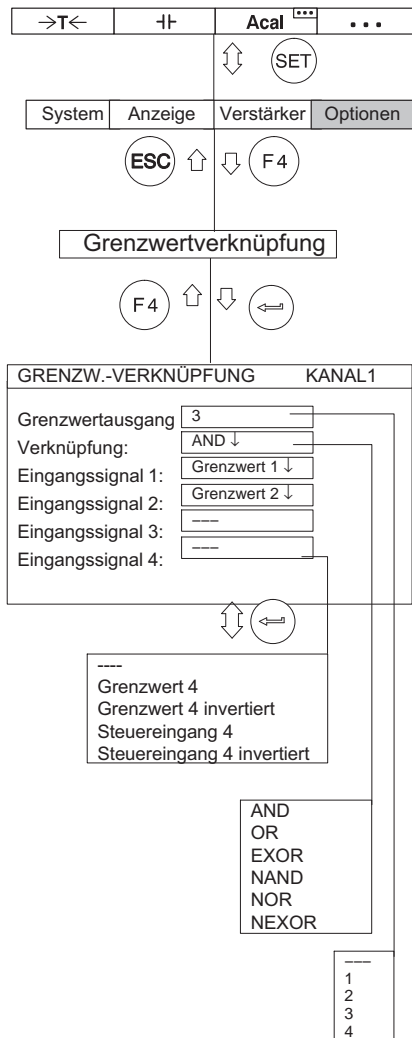 →T← ⊣⊢ Acal ... ...
SET
System Anzeige Verstärker Optionen
ESC F4
Grenzwertverknüpfung
F4
GRENZW.-VERKNÜPFUNG KANAL1
Grenzwertausgang 3
Verknüpfung: AND ↓
Eingangssignal 1: Grenzwert 1 ↓
Eingangssignal 2: Grenzwert 2 ↓
Eingangssignal 3: –––
Eingangssignal 4: –––
----
Grenzwert 4
Grenzwert 4 invertiert
Steuereingang 4
Steuereingang 4 invertiert
AND
OR
EXOR
NAND
NOR
NEXOR
–––
1
2
3
4